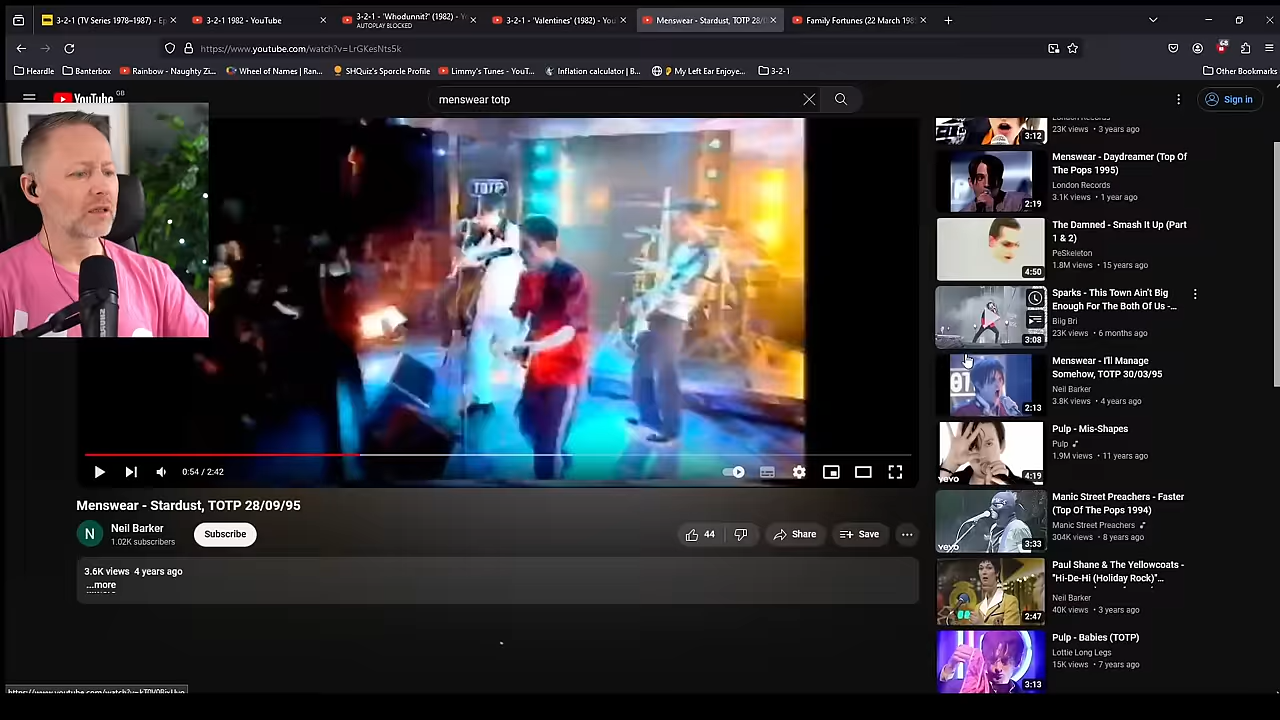 3-2-1 (TV Series 1978–1987) - Ep
3-2-1 1982 - YouTube
3-2-1 - 'Whodunnit?' (1982) -
AUTOPLAY BLOCKED
3-2-1 - 'Valentines' (1982) - You
Menswear - Stardust, TOTP 28/0
Family Fortunes (22 March 198
https://www.youtube.com/watch?v=LrGKesNts5k
68
Heardle
Banterbox
Rainbow - Naughty Zi...
Wheel of Names | Ran...
SHQuiz's Sporcle Profile
Limmy's Tunes - YouT...
Inflation calculator | B...
My Left Ear Enjoye...
3-2-1
Other Bookmarks
YouTube GB
menswear totp
Sign in
TOTP
London Records
23K views • 3 years ago
3:12
Menswear - Daydreamer (Top Of
The Pops 1995)
London Records
3.1K views • 1 year ago
2:19
The Damned - Smash It Up (Part
1 & 2)
PeSkeleton
1.8M views • 15 years ago
4:50
Sparks - This Town Ain't Big
Enough For The Both Of Us -...
Biig Bri
23K views • 6 months ago
3:08
Menswear - I'll Manage
Somehow, TOTP 30/03/95
Neil Barker
3.8K views • 4 years ago
2:13
Pulp - Mis-Shapes
Pulp
1.9M views • 11 years ago
vevo
4:19
Manic Street Preachers - Faster
(Top Of The Pops 1994)
Manic Street Preachers
304K views • 8 years ago
vevo
3:33
Paul Shane & The Yellowcoats -
"Hi-De-Hi (Holiday Rock)"...
Neil Barker
40K views • 3 years ago
2:47
Pulp - Babies (TOTP)
Lottie Long Legs
15K views • 7 years ago
3:13
0:54 / 2:42
Menswear - Stardust, TOTP 28/09/95
N
Neil Barker
1.02K subscribers
Subscribe
44
Share
Save
3.6K views 4 years ago
...more